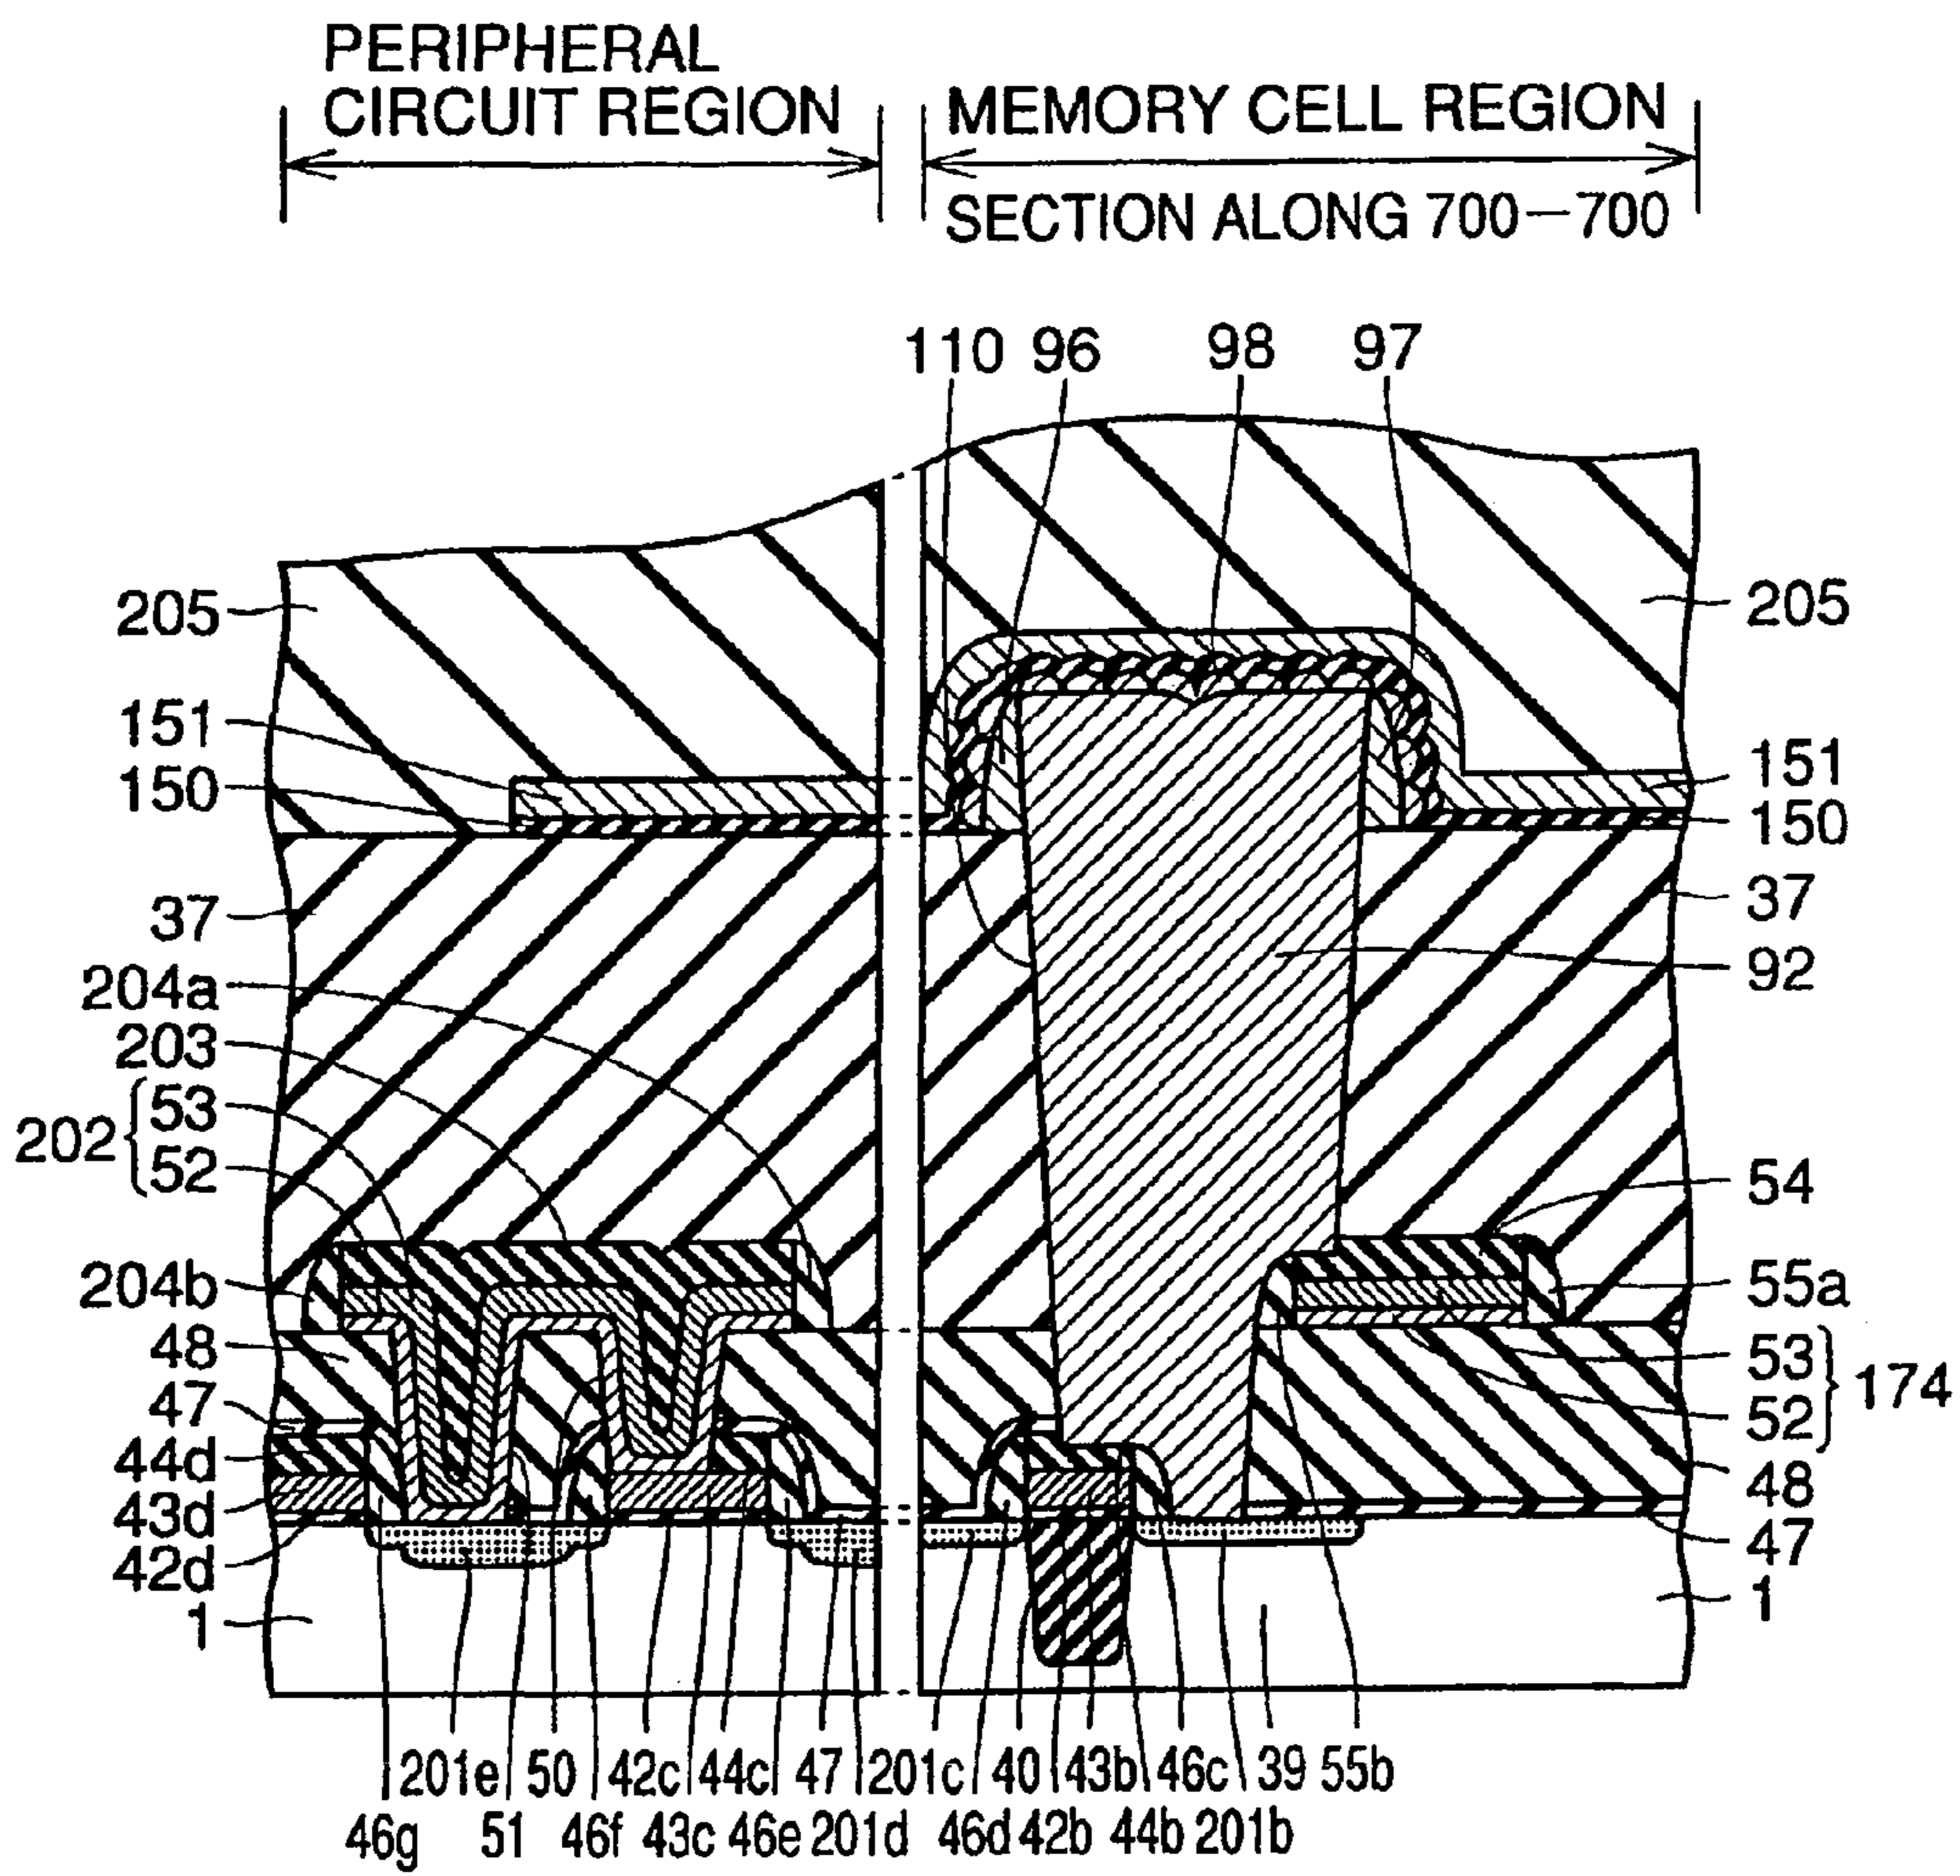 PERIPHERAL
CIRCUIT REGION
MEMORY CELL REGION
SECTION ALONG 700—700
110 96 98 97
205
151
150
37
204a
203
202 { 53
52
204b
48
47
44d
43d
42d
1
205
151
150
37
92
54
55a
53 } 174
52
48
47
1
201e 50 42c 44c 47 201c 40 43b 46c 39 55b
46g 51 46f 43c 46e 201d 46d 42b 44b 201b